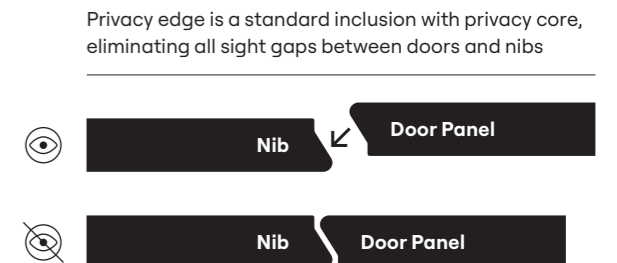 Privacy edge is a standard inclusion with privacy core,
eliminating all sight gaps between doors and nibs
Nib
Door Panel
Nib
Door Panel